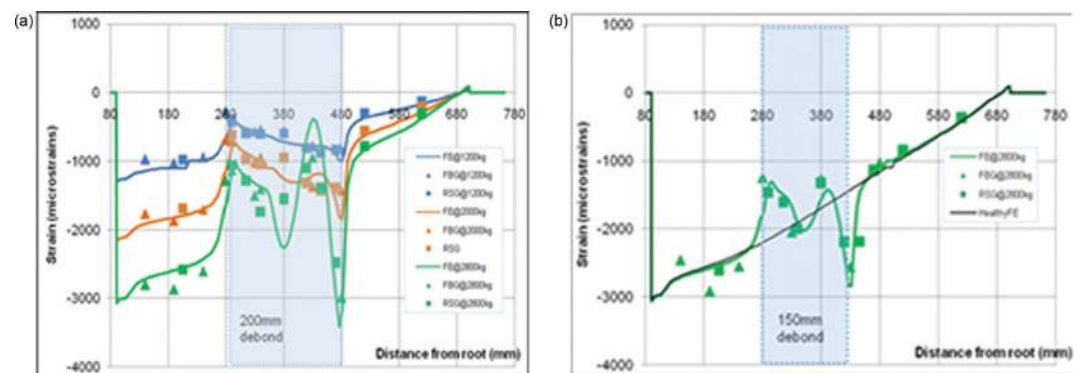 (a)
1000
0
80 180 280 380 480 580 680 780
-1000
-2000
-3000
-4000
Strain (microstrains)
FE@1200kg
FBG@1200kg
RSG@1200kg
FE@2000kg
FBG@2000kg
RSG
FE@2800kg
FBG@2800kg
RSG@2800kg
200mm
debond
Distance from root (mm)
(b)
1000
0
80 180 280 380 480 580 680 780
-1000
-2000
-3000
-4000
Strain (microstrains)
FE@2800kg
FBG@2800kg
RSG@2800kg
HealthyFE
150mm
debond
Distance from root (mm)